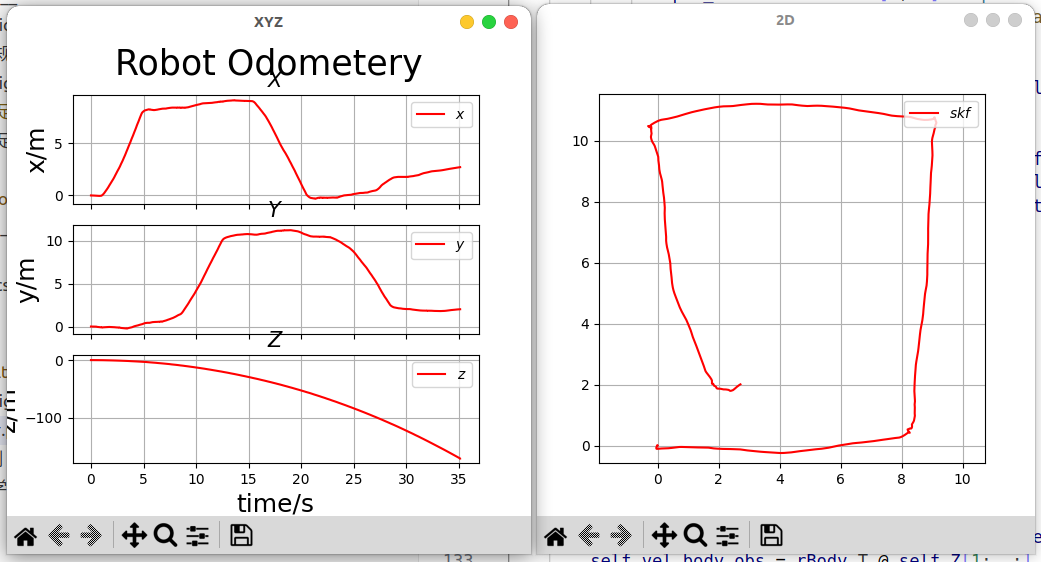 XYZ
Robot Odometery
X
x/m
x
5
0
Y
y/m
y
10
5
0
Z
z/m
z
0
−100
0 5 10 15 20 25 30 35
time/s
2D
skf
10
8
6
4
2
0
0 2 4 6 8 10
133
self.vel_body_obs = rBody.T @ self.Z[1: